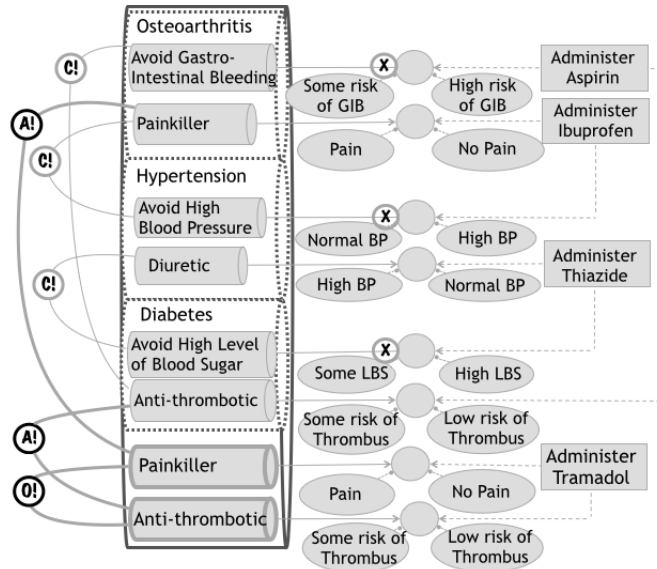 Osteoarthritis
Avoid Gastro-
Intestinal Bleeding
C!
X
Some risk
of GIB
High risk
of GIB
Administer
Aspirin
A!
Painkiller
Pain
No Pain
Administer
Ibuprofen
C!
Hypertension
Avoid High
Blood Pressure
X
Normal BP
High BP
Diuretic
High BP
Normal BP
Administer
Thiazide
C!
Diabetes
Avoid High Level
of Blood Sugar
X
Some LBS
High LBS
Anti-thrombotic
Some risk of
Thrombus
Low risk of
Thrombus
A!
Painkiller
Pain
No Pain
Administer
Tramadol
O!
Anti-thrombotic
Some risk of
Thrombus
Low risk of
Thrombus